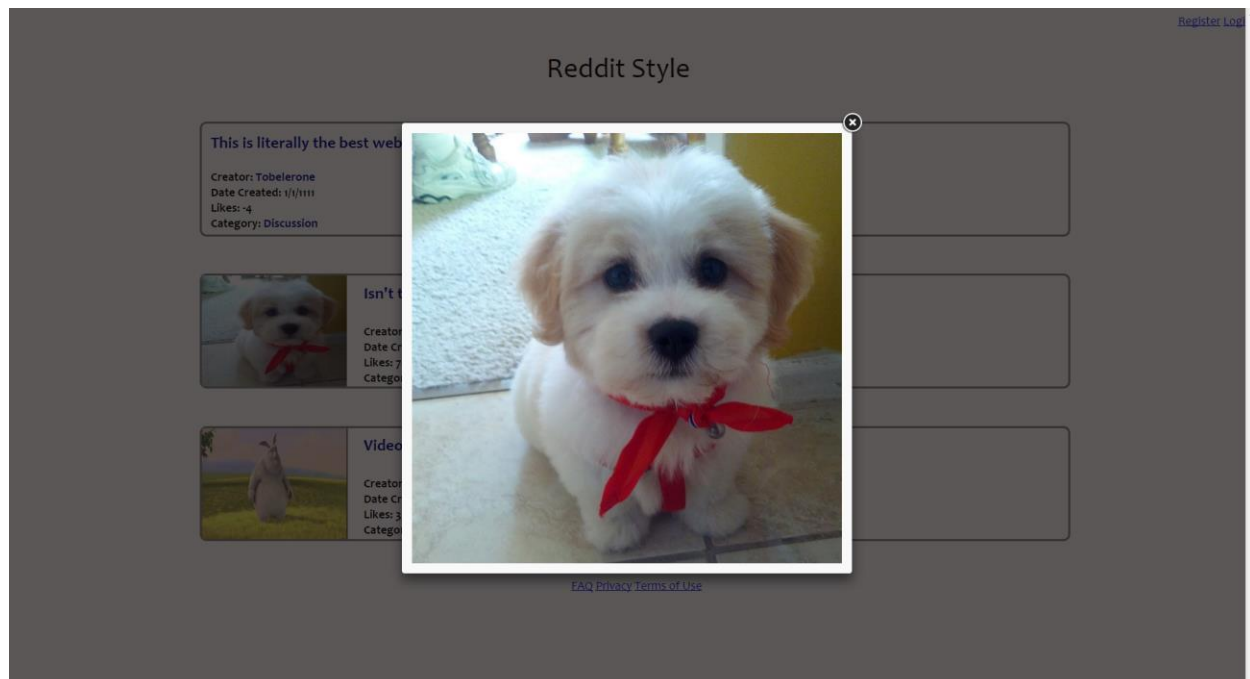 Register Logi
Reddit Style
This is literally the best web
Creator: Tobelerone
Date Created: 1/1/1111
Likes: -4
Category: Discussion
Isn't t
Creator
Date Cr
Likes: 7
Catego
Video
Creator
Date Cr
Likes: 3
Catego
FAQ Privacy Terms of Use